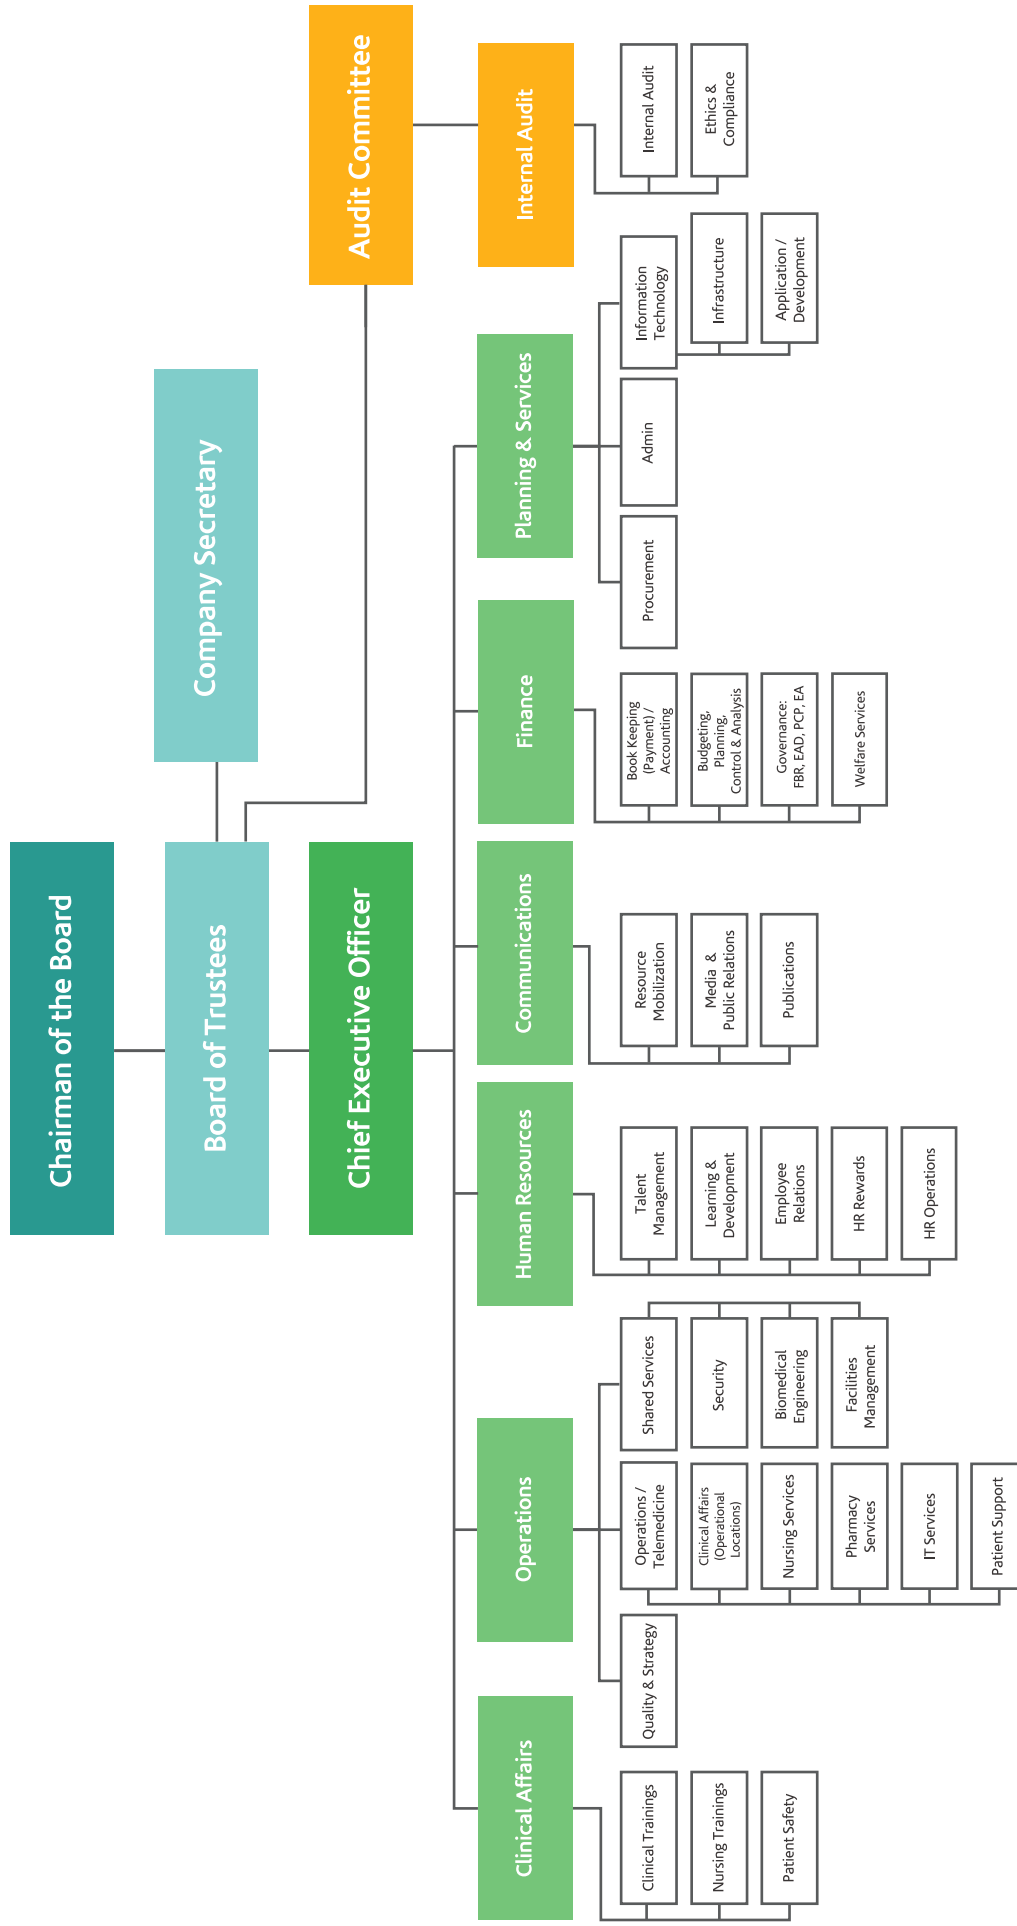 Chairman of the Board
Board of Trustees
Company Secretary
Chief Executive Officer
Audit Committee
Clinical Affairs
Operations
Human Resources
Communications
Finance
Planning & Services
Internal Audit
Clinical Trainings
Nursing Trainings
Patient Safety
Quality & Strategy
Operations /
Telemedicine
Clinical Affairs
(Operational
Locations)
Nursing Services
Pharmacy
Services
IT Services
Patient Support
Shared Services
Security
Biomedical
Engineering
Facilities
Management
Talent
Management
Learning &
Development
Employee
Relations
HR Rewards
HR Operations
Resource
Mobilization
Media &
Public Relations
Publications
Book Keeping
(Payment) /
Accounting
Budgeting,
Planning,
Control & Analysis
Governance:
FBR, EAD, PCP, EA
Welfare Services
Procurement
Admin
Information
Technology
Infrastructure
Application /
Development
Internal Audit
Ethics &
Compliance